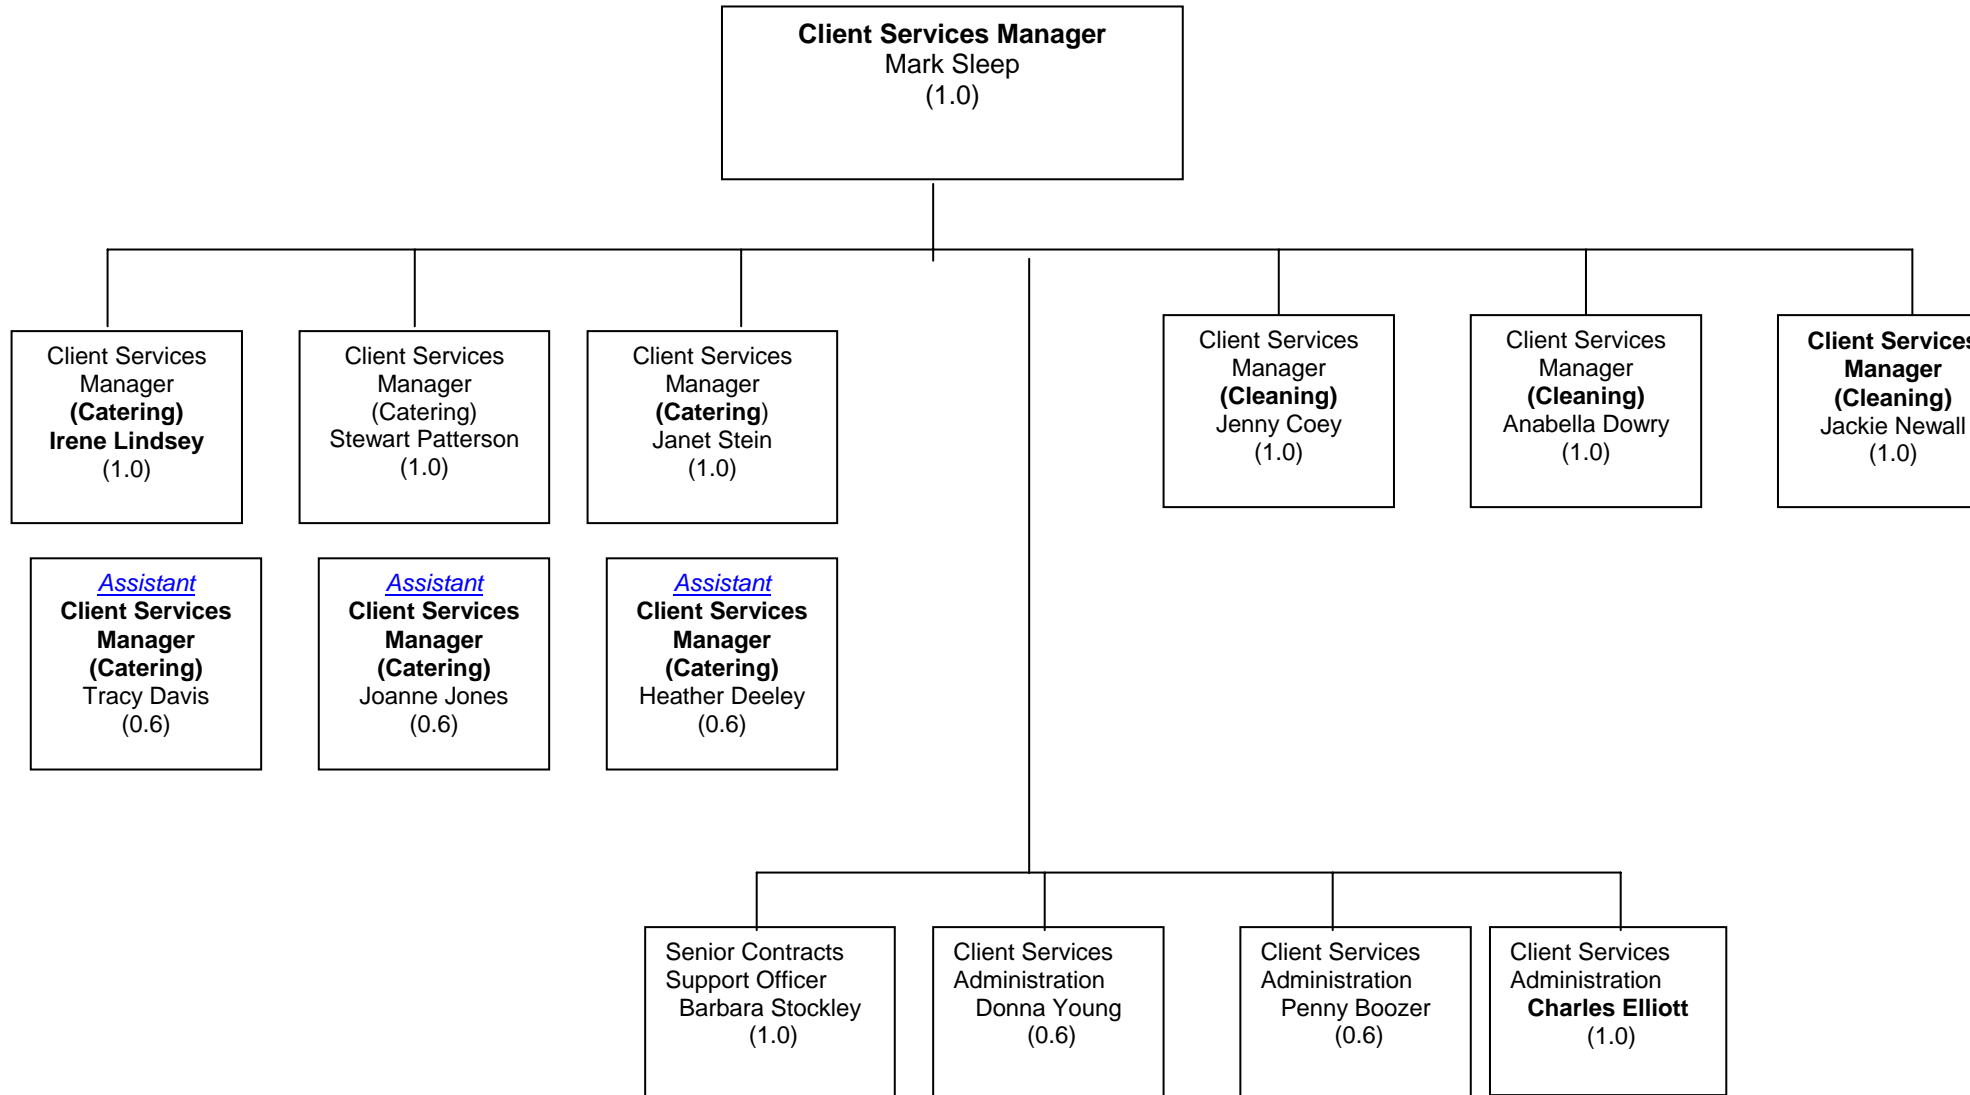 Client Services Manager
Mark Sleep
(1.0)
Client Services
Manager
(Catering)
Irene Lindsey
(1.0)
Client Services
Manager
(Catering)
Stewart Patterson
(1.0)
Client Services
Manager
(Catering)
Janet Stein
(1.0)
Client Services
Manager
(Cleaning)
Jenny Coey
(1.0)
Client Services
Manager
(Cleaning)
Anabella Dowry
(1.0)
Client Services
Manager
(Cleaning)
Jackie Newall
(1.0)
Assistant
Client Services
Manager
(Catering)
Tracy Davis
(0.6)
Assistant
Client Services
Manager
(Catering)
Joanne Jones
(0.6)
Assistant
Client Services
Manager
(Catering)
Heather Deeley
(0.6)
Senior Contracts
Support Officer
Barbara Stockley
(1.0)
Client Services
Administration
Donna Young
(0.6)
Client Services
Administration
Penny Boozer
(0.6)
Client Services
Administration
Charles Elliott
(1.0)